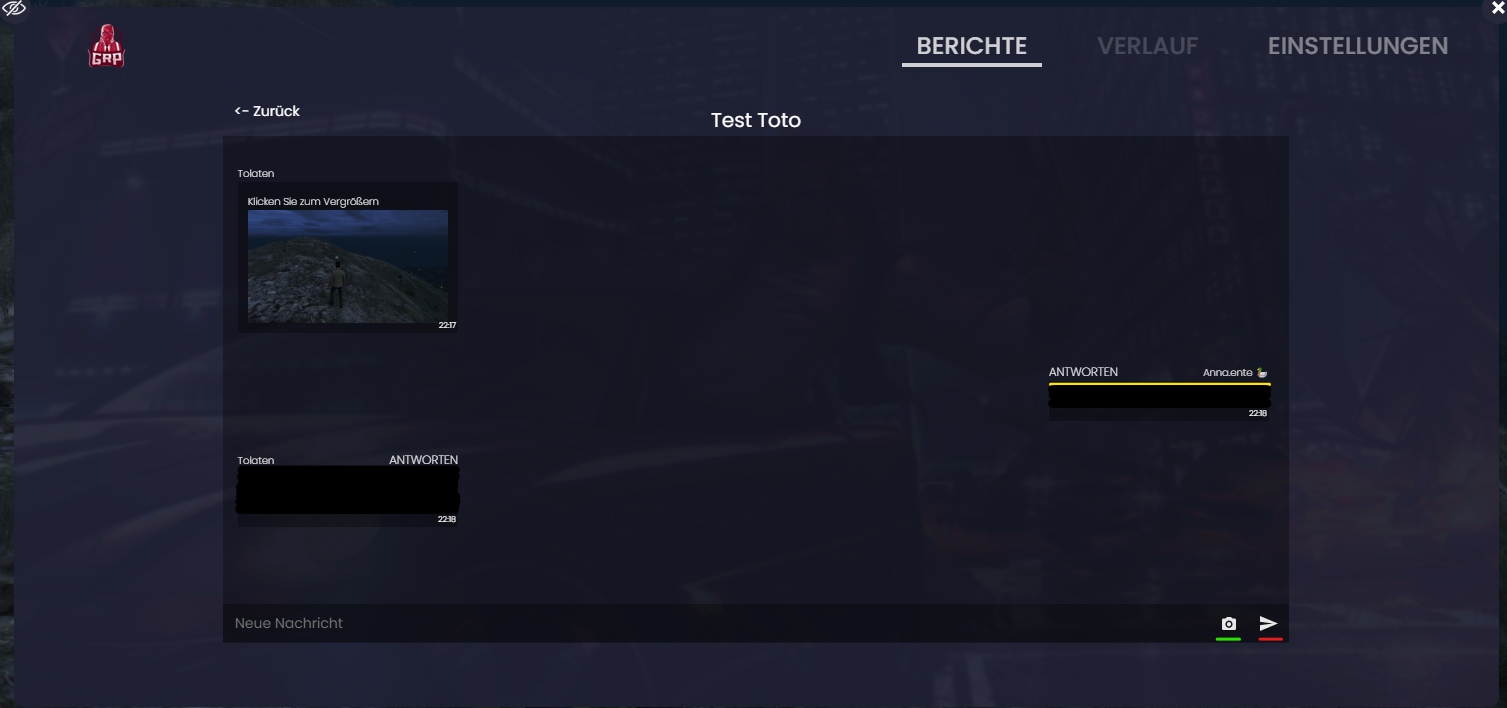 GRP
BERICHTE
VERLAUF
EINSTELLUNGEN
<- Zurück
Test Toto
Tolaten
Klicken Sie zum Vergrößern
22:17
ANTWORTEN
Anna.ente 🦆
22:18
Tolaten
ANTWORTEN
22:18
Neue Nachricht